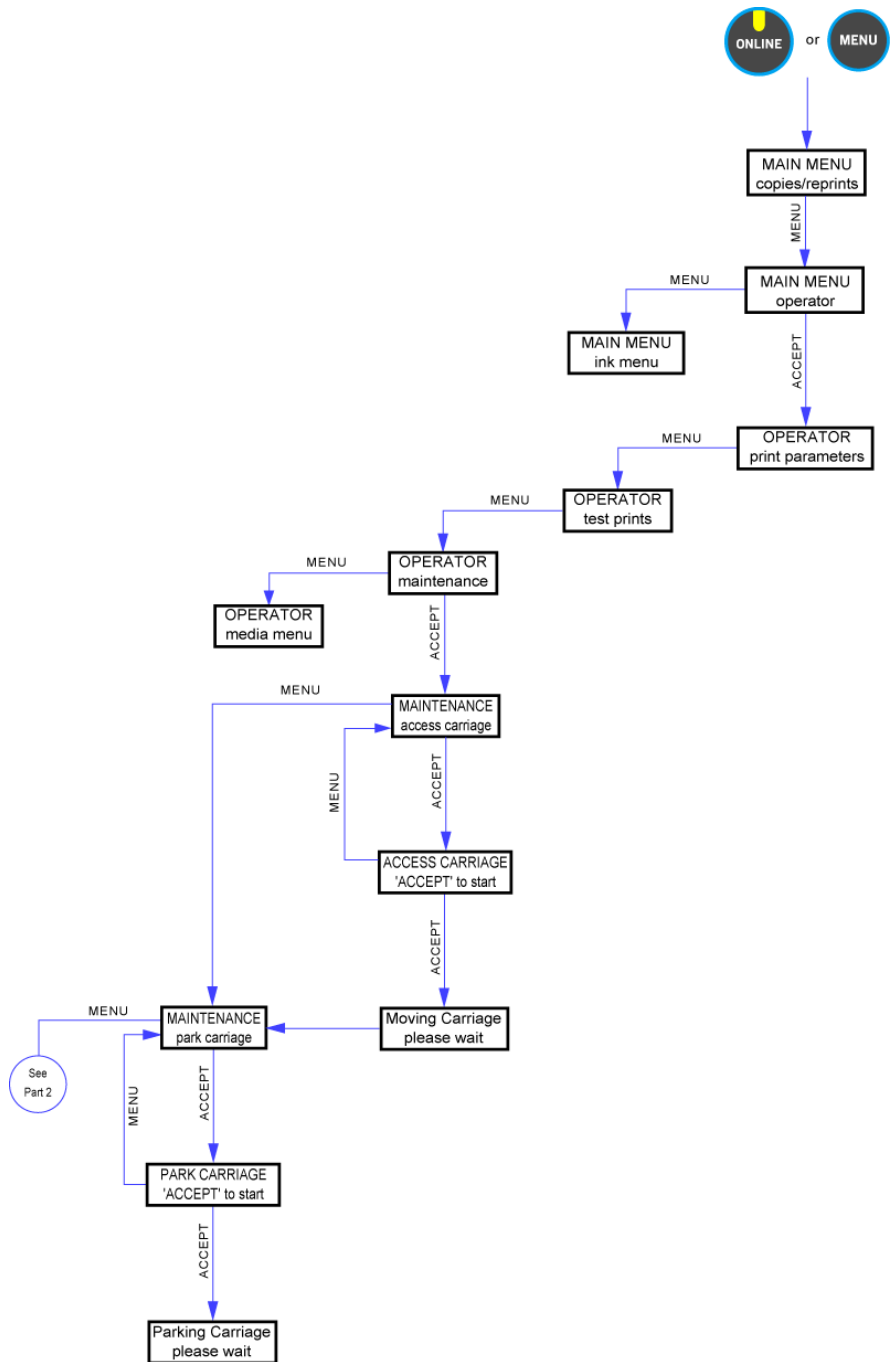 ONLINE
or
MENU
MAIN MENU
copies/reprints
MENU
MAIN MENU
operator
MENU
MAIN MENU
ink menu
ACCEPT
OPERATOR
print parameters
MENU
OPERATOR
test prints
MENU
OPERATOR
maintenance
MENU
OPERATOR
media menu
ACCEPT
MAINTENANCE
access carriage
MENU
ACCEPT
MENU
ACCESS CARRIAGE
'ACCEPT' to start
ACCEPT
Moving Carriage
please wait
MAINTENANCE
park carriage
MENU
See
Part 2
ACCEPT
MENU
PARK CARRIAGE
'ACCEPT' to start
ACCEPT
Parking Carriage
please wait